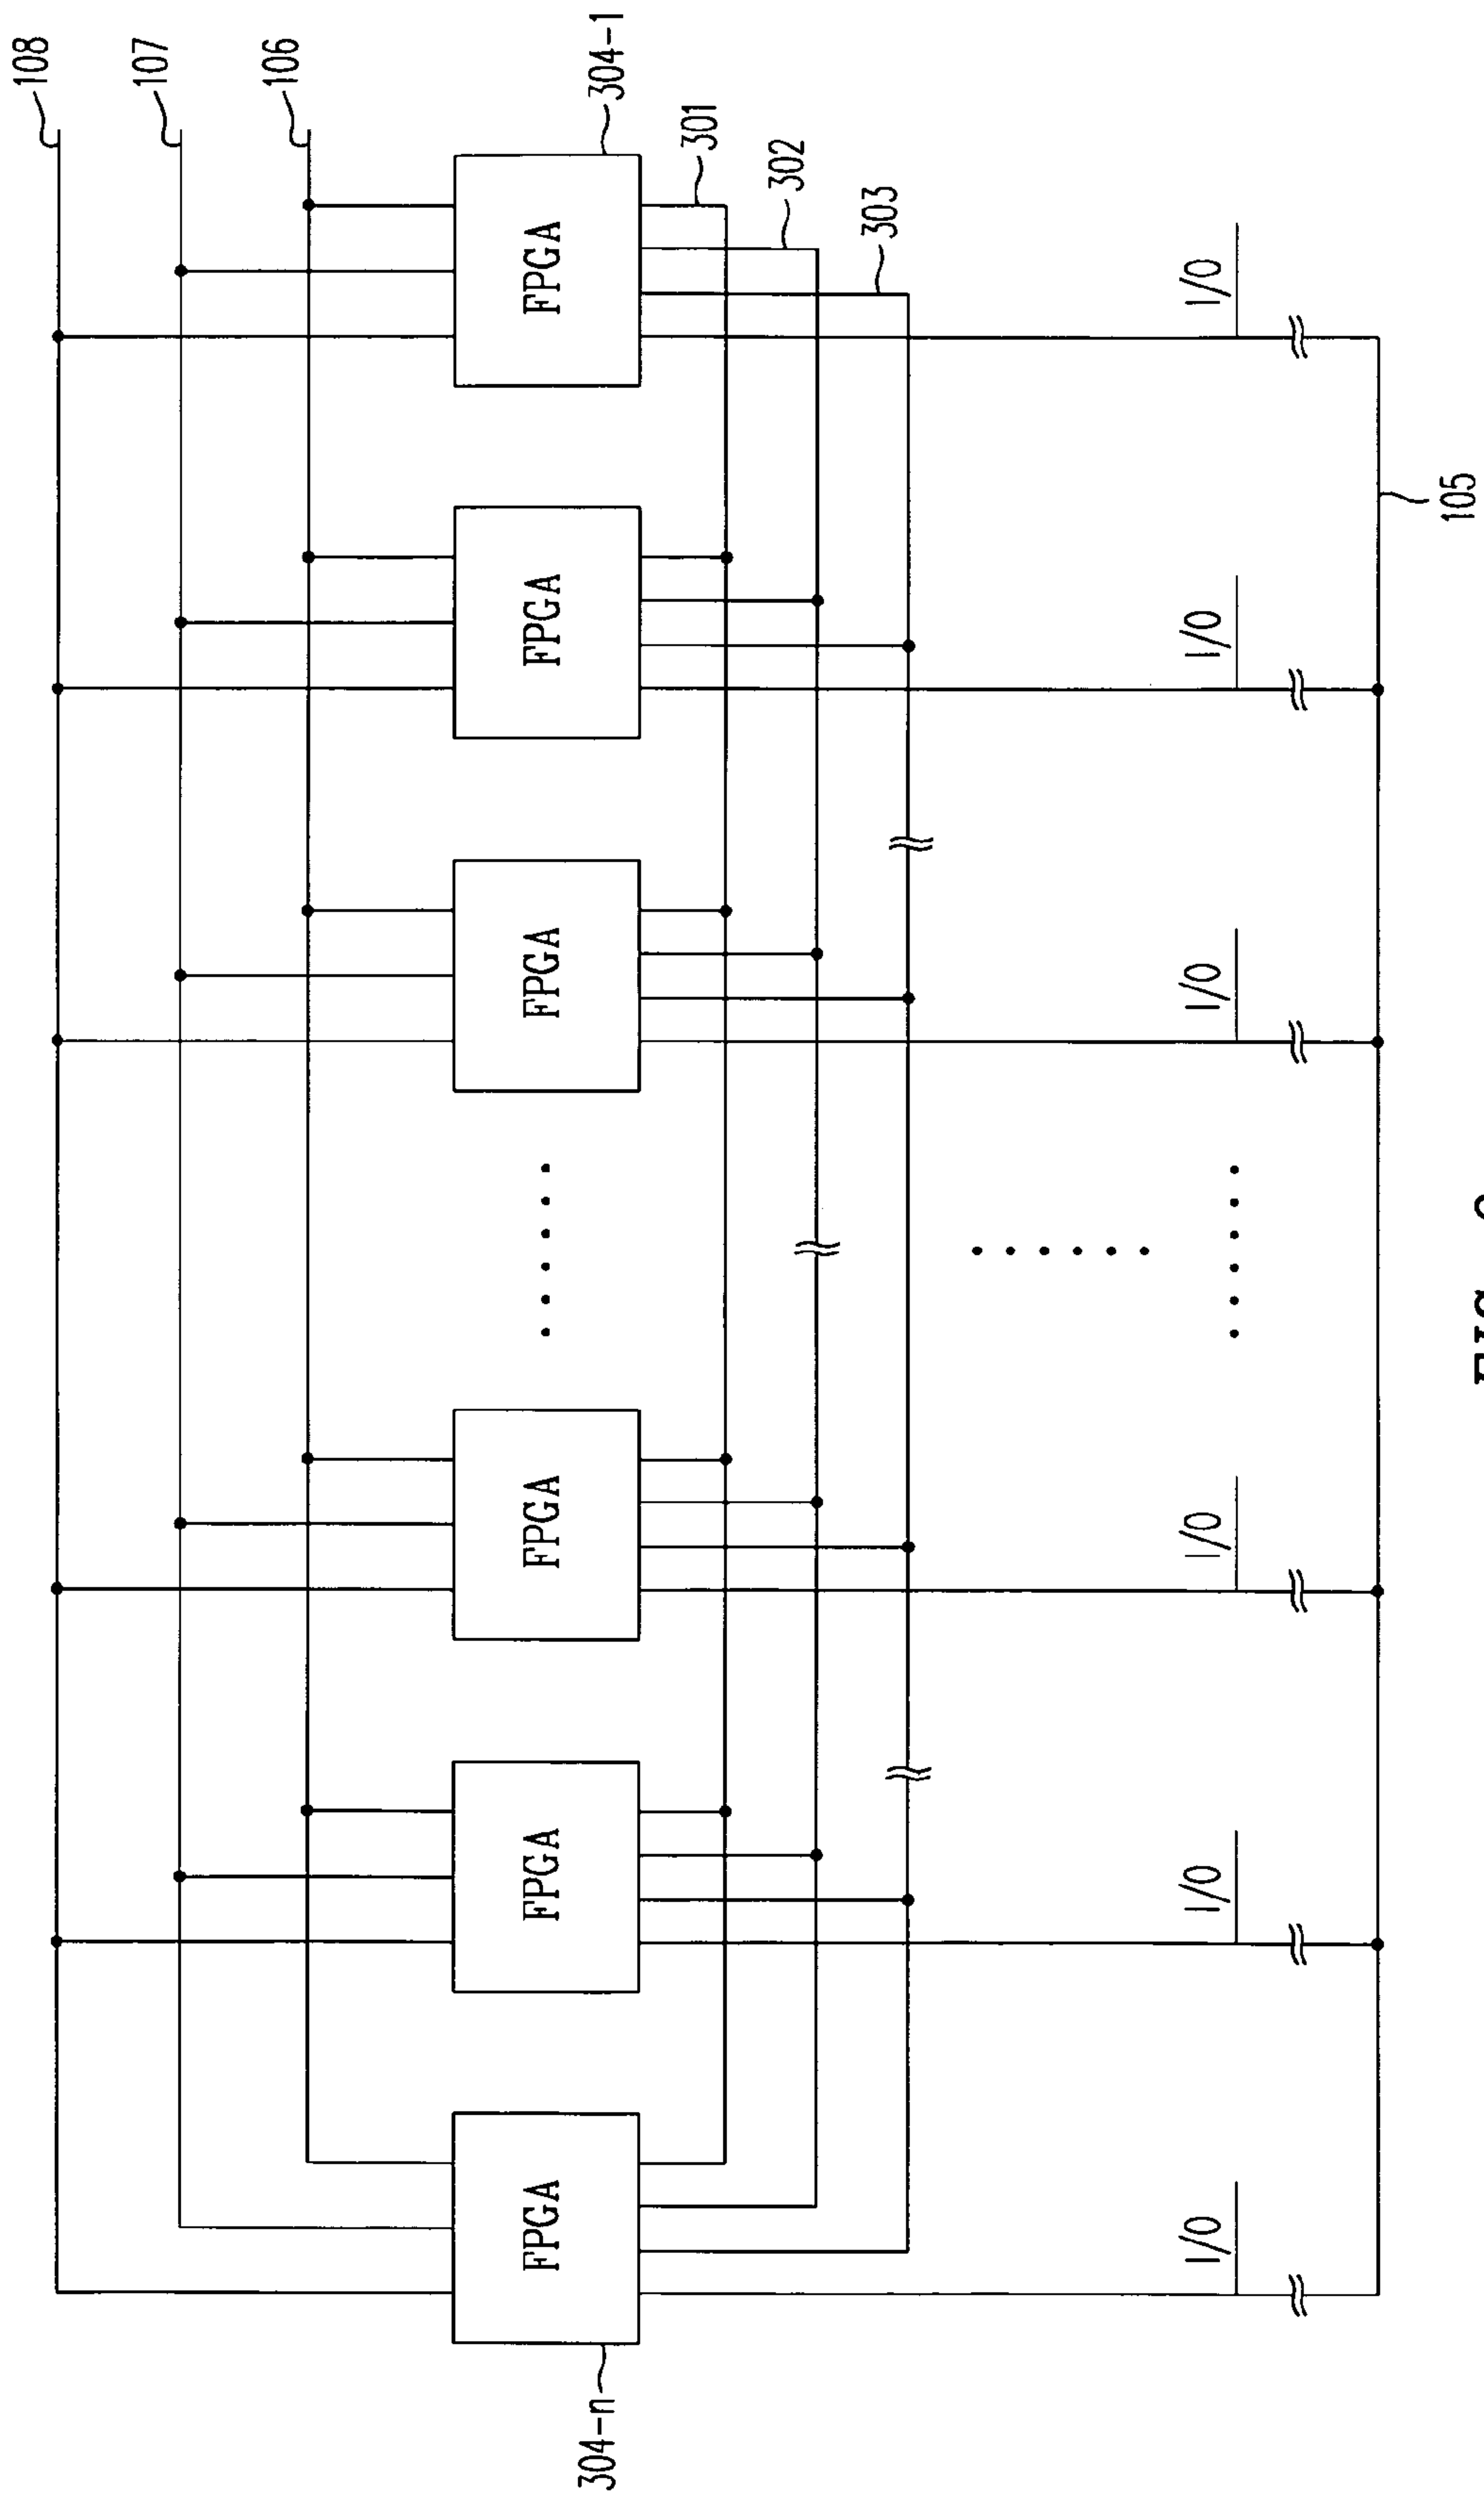 108
107
106
304-n
304-1
FPGA
FPGA
FPGA
FPGA
FPGA
FPGA
301
302
303
I/O
I/O
I/O
I/O
I/O
I/O
105